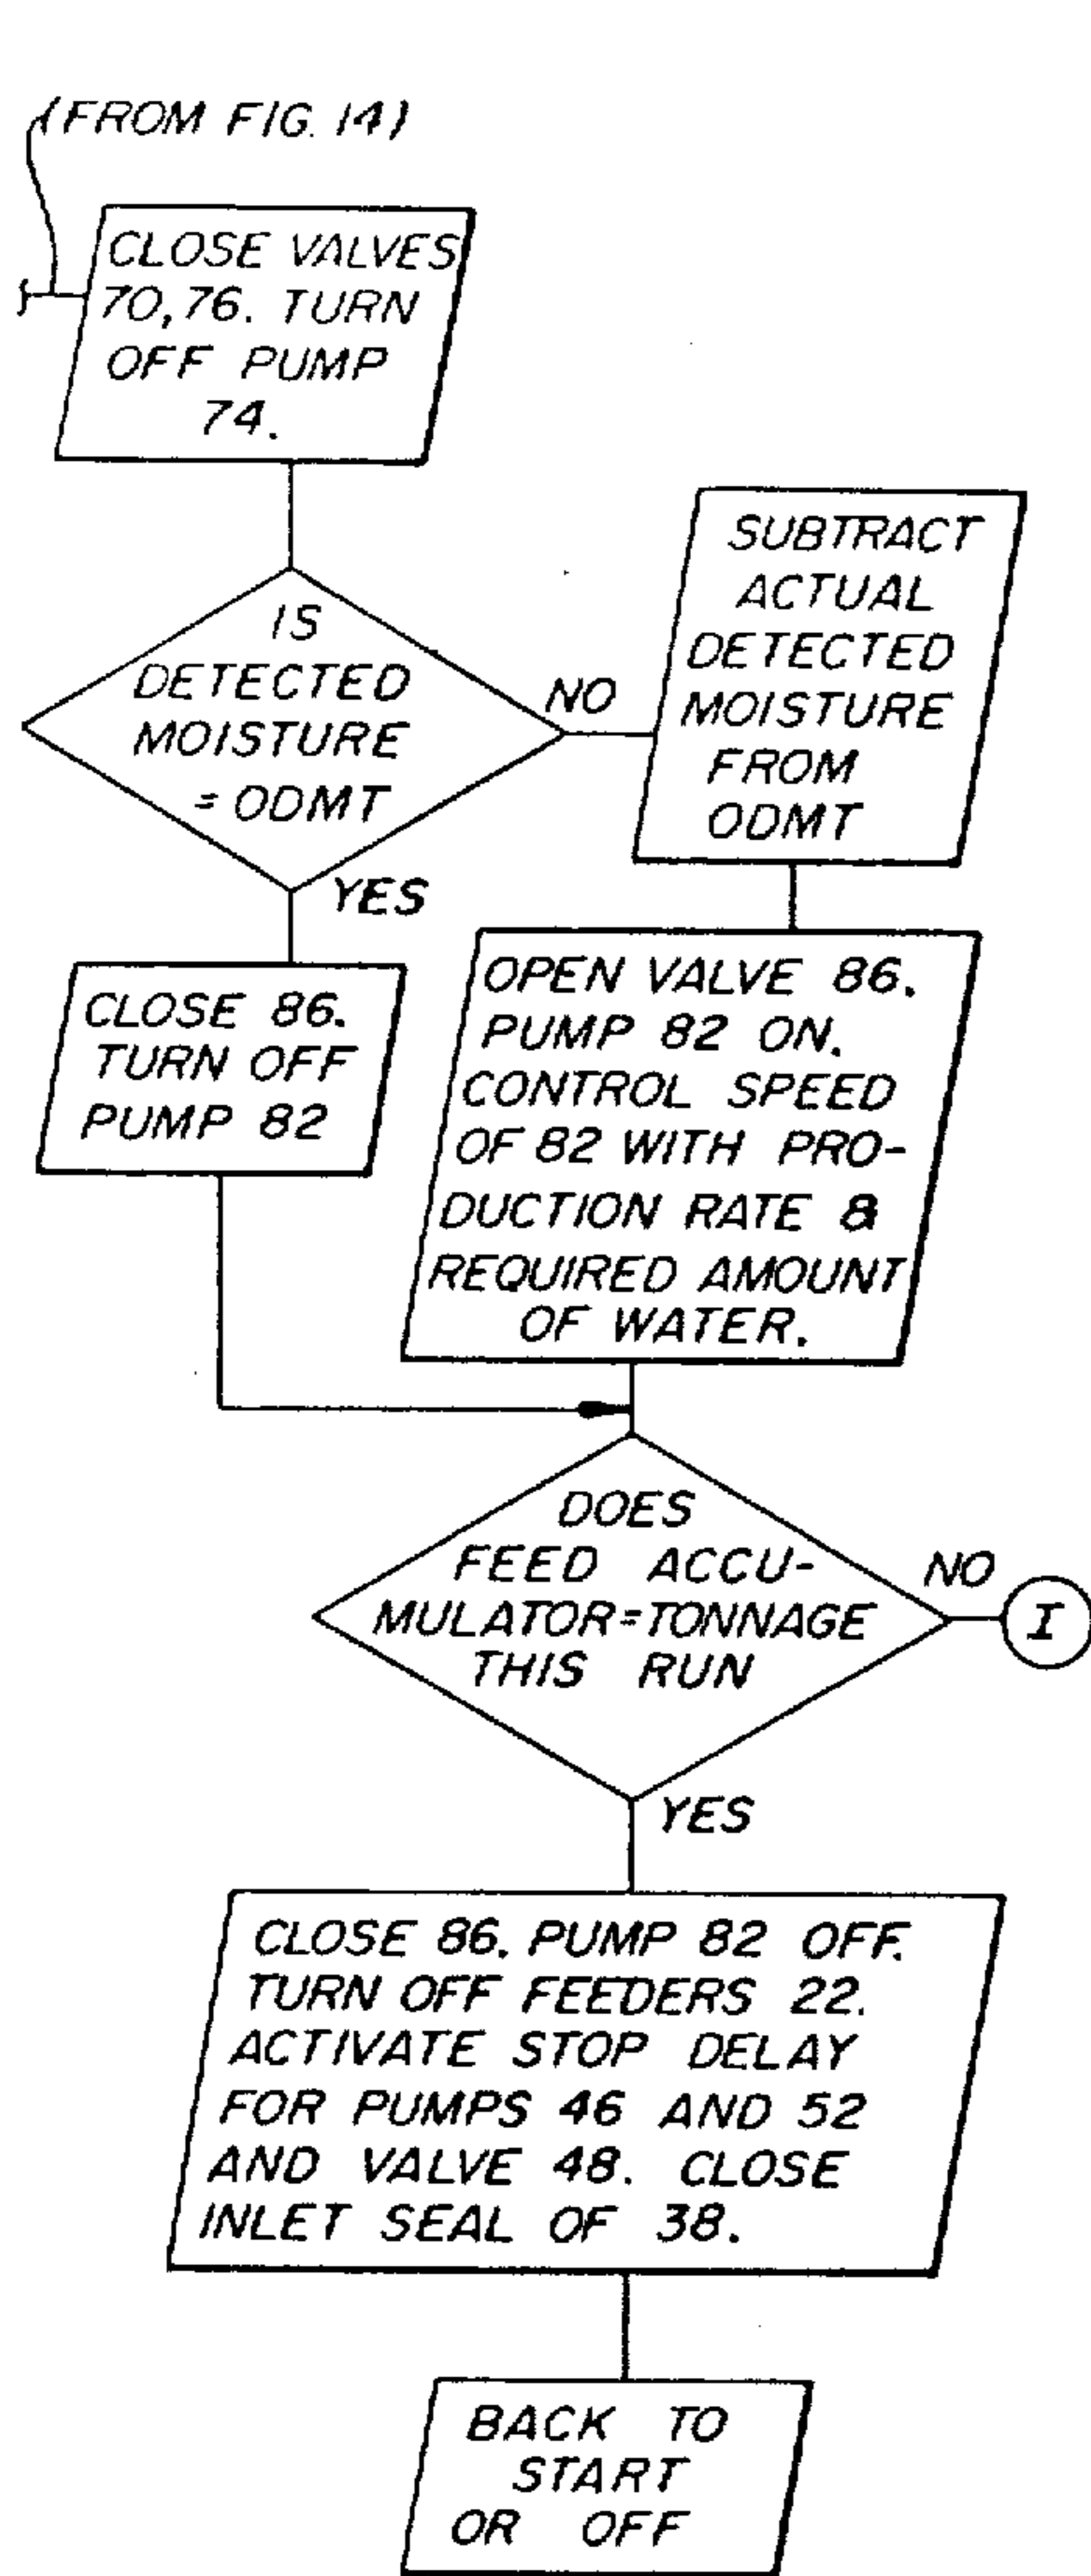 (FROM FIG. 14)
CLOSE VALVES
70,76. TURN
OFF PUMP
74.
IS
DETECTED
MOISTURE
= ODMT
NO
SUBTRACT
ACTUAL
DETECTED
MOISTURE
FROM
ODMT
YES
CLOSE 86.
TURN OFF
PUMP 82
OPEN VALVE 86.
PUMP 82 ON.
CONTROL SPEED
OF 82 WITH PRO-
DUCTION RATE &
REQUIRED AMOUNT
OF WATER.
DOES
FEED ACCU-
MULATOR=TONNAGE
THIS RUN
NO
I
YES
CLOSE 86. PUMP 82 OFF.
TURN OFF FEEDERS 22.
ACTIVATE STOP DELAY
FOR PUMPS 46 AND 52
AND VALVE 48. CLOSE
INLET SEAL OF 38.
BACK TO
START
OR OFF